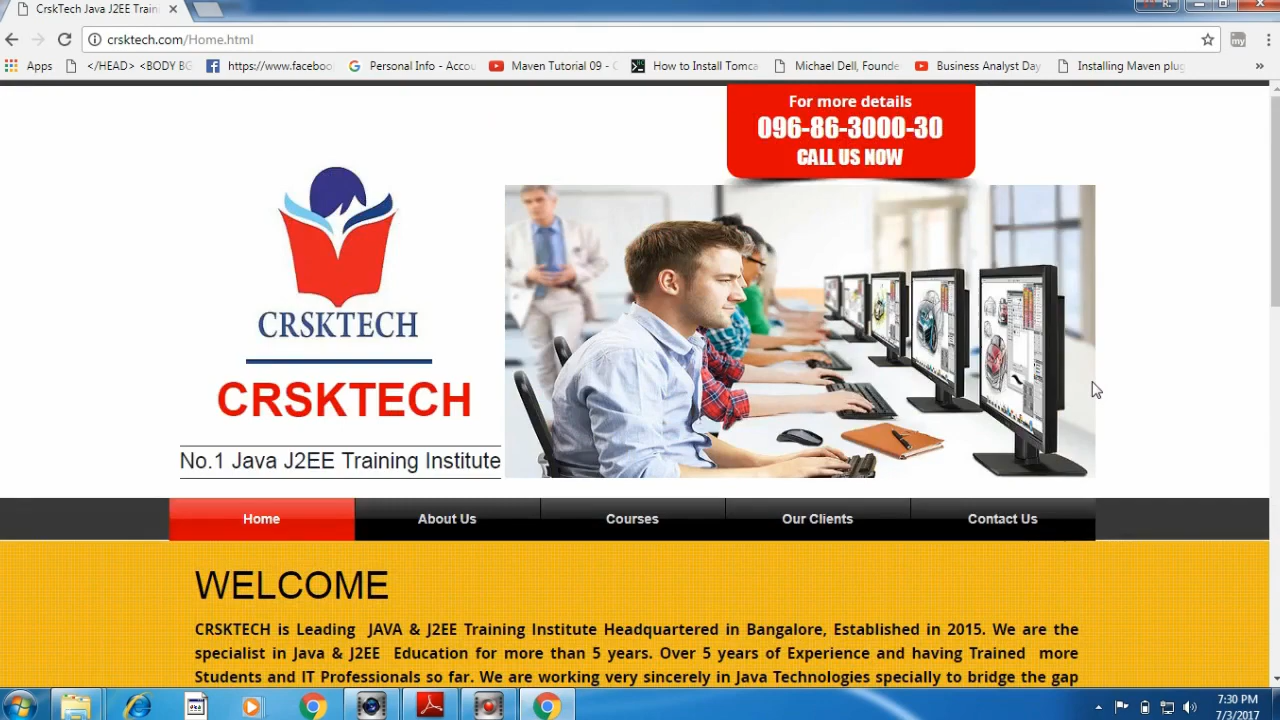 CrskTech Java J2EE Traini
R.
crsktech.com/Home.html
my
Apps
</HEAD> <BODY BG
https://www.faceboo
Personal Info - Accou
Maven Tutorial 09 - C
How to Install Tomca
Michael Dell, Founde
Business Analyst Day
Installing Maven plug
»
For more details
096-86-3000-30
CALL US NOW
CRSKTECH
CRSKTECH
No.1 Java J2EE Training Institute
Home
About Us
Courses
Our Clients
Contact Us
WELCOME
CRSKTECH is Leading JAVA & J2EE Training Institute Headquartered in Bangalore, Established in 2015. We are the
specialist in Java & J2EE Education for more than 5 years. Over 5 years of Experience and having Trained more
Students and IT Professionals so far. We are working very sincerely in Java Technologies specially to bridge the gap
7:30 PM
7/3/2017